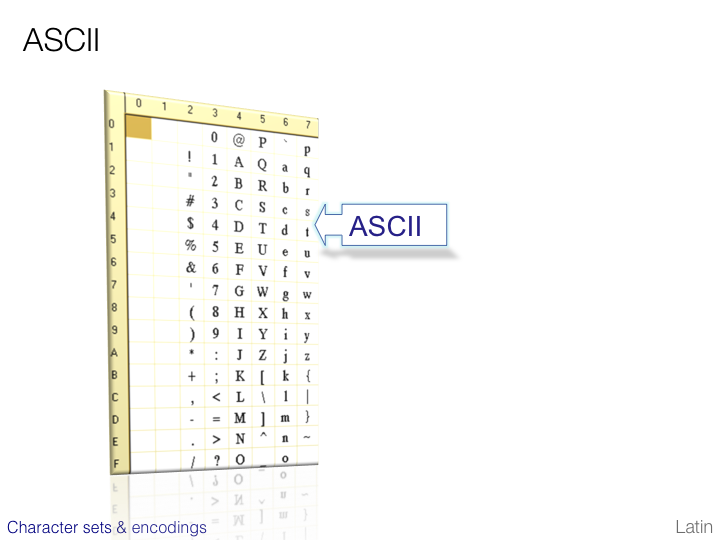 ASCII
0 1 2 3 4 5 6 7
0 0 @ P ` p
1 ! 1 A Q a q
2 " 2 B R b r
3 # 3 C S c s
4 $ 4 D T d t
5 % 5 E U e u
6 & 6 F V f v
7 ' 7 G W g w
8 ( 8 H X h x
9 ) 9 I Y i y
A * : J Z j z
B + ; K [ k {
C , < L \ l |
D - = M ] m }
E . > N ^ n ~
F / ? O _ o
ASCII
Character sets & encodings
Latin